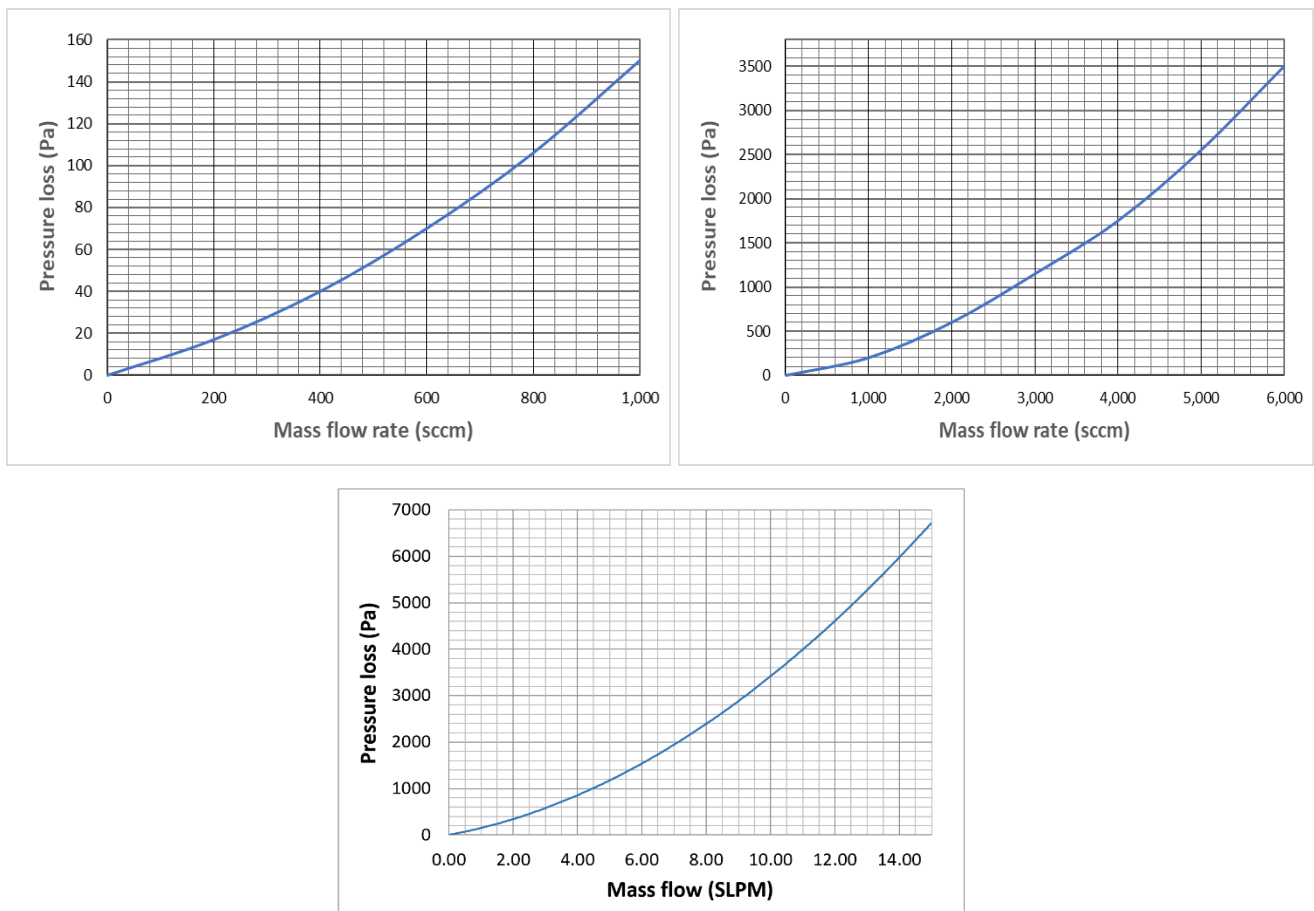 Pressure loss (Pa)
160
140
120
100
80
60
40
20
0
0 200 400 600 800 1,000
Mass flow rate (sccm)
Pressure loss (Pa)
3500
3000
2500
2000
1500
1000
500
0
0 1,000 2,000 3,000 4,000 5,000 6,000
Mass flow rate (sccm)
Pressure loss (Pa)
7000
6000
5000
4000
3000
2000
1000
0
0.00 2.00 4.00 6.00 8.00 10.00 12.00 14.00
Mass flow (SLPM)